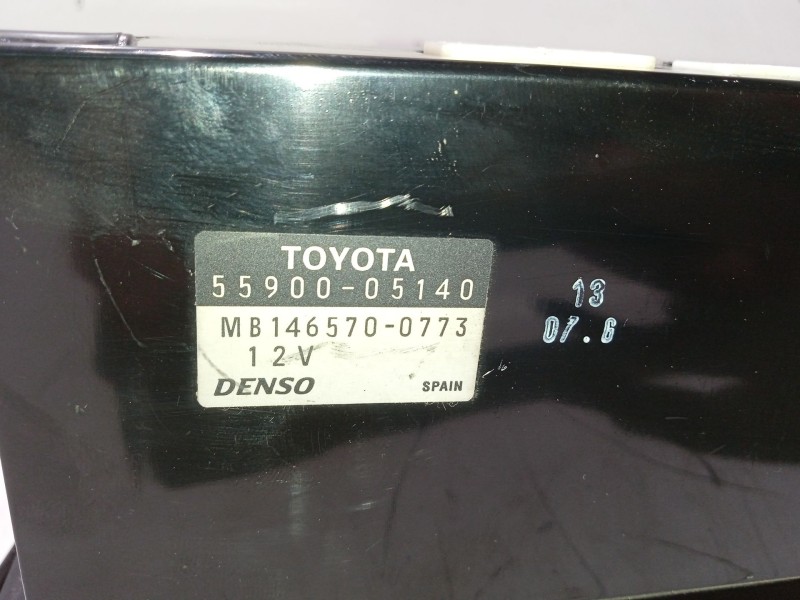 TOYOTA
55900-05140
MB146570-0773
12V
DENSO SPAIN
13
07.6